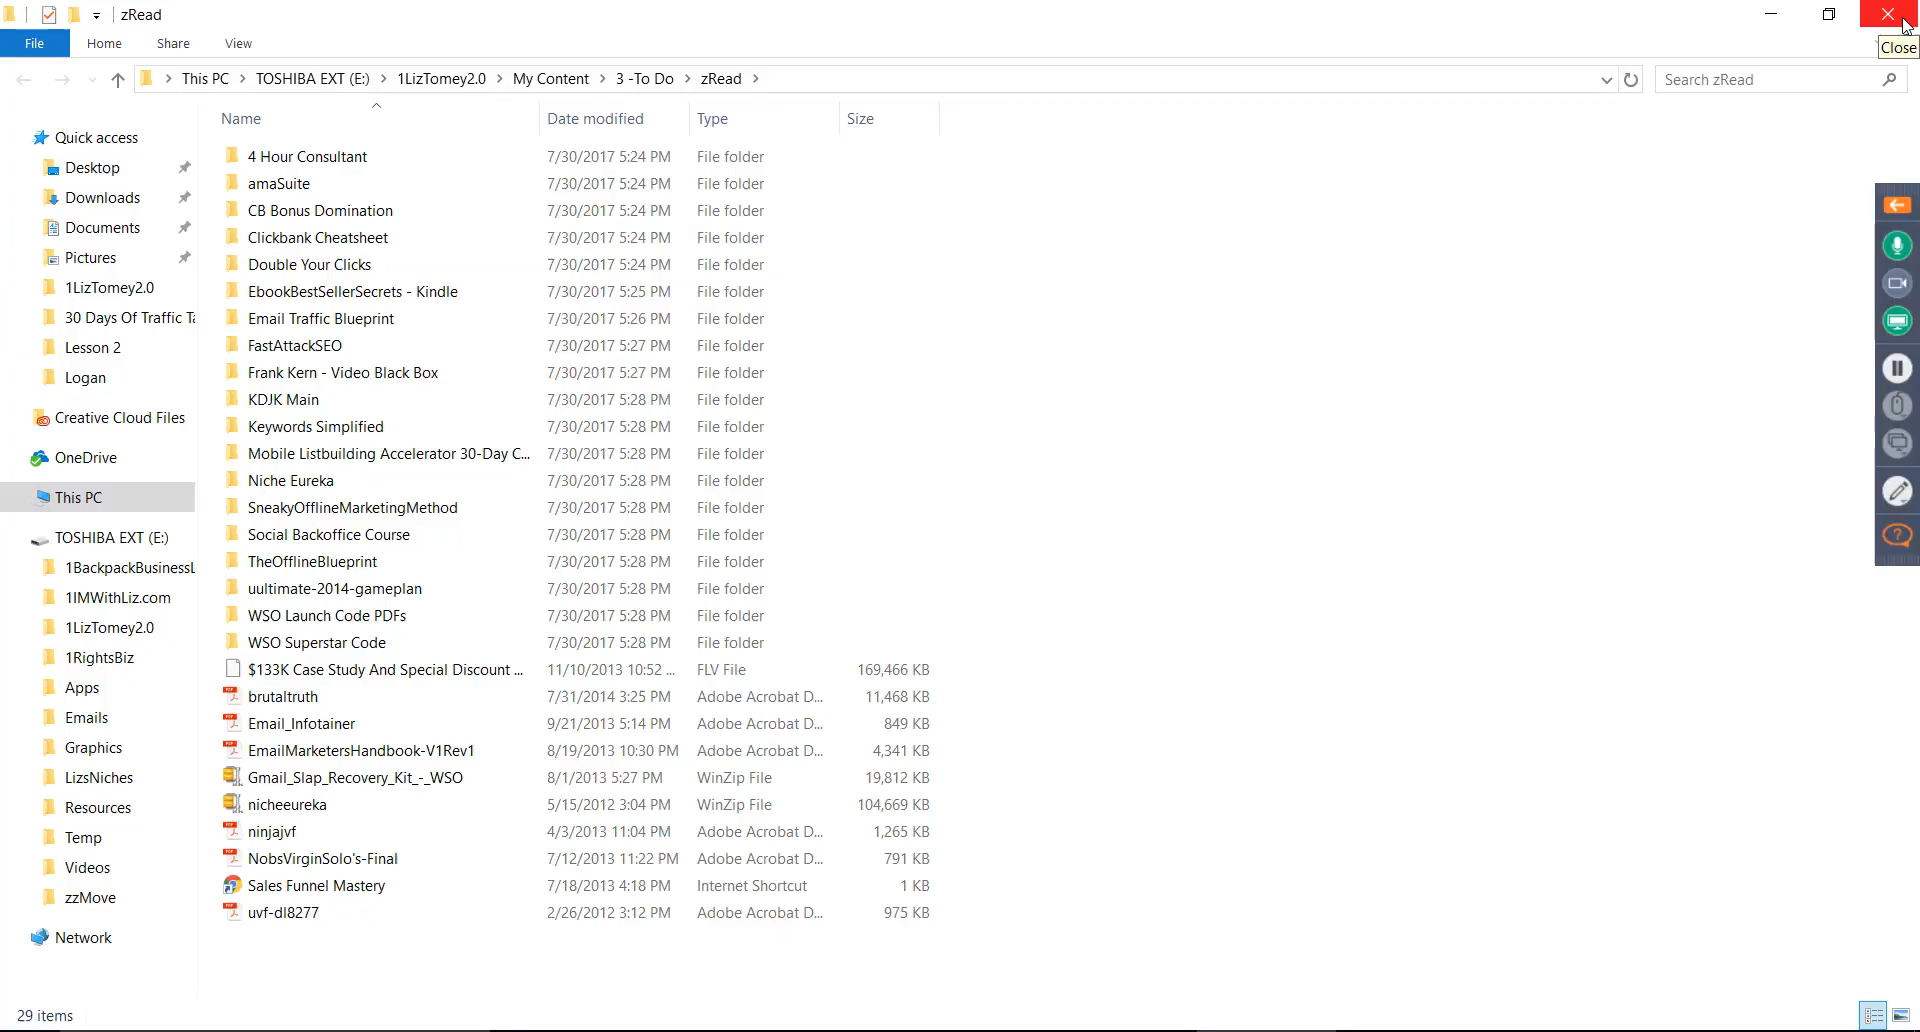 zRead
Close
File Home Share View
This PC > TOSHIBA EXT (E:) > 1LizTomey2.0 > My Content > 3 -To Do > zRead >
Search zRead
Name Date modified Type Size
Quick access
Desktop
Downloads
Documents
Pictures
1LizTomey2.0
30 Days Of Traffic Ta
Lesson 2
Logan
Creative Cloud Files
OneDrive
This PC
TOSHIBA EXT (E:)
1BackpackBusinessL
1IMWithLiz.com
1LizTomey2.0
1RightsBiz
Apps
Emails
Graphics
LizsNiches
Resources
Temp
Videos
zzMove
Network
4 Hour Consultant 7/30/2017 5:24 PM File folder
amaSuite 7/30/2017 5:24 PM File folder
CB Bonus Domination 7/30/2017 5:24 PM File folder
Clickbank Cheatsheet 7/30/2017 5:24 PM File folder
Double Your Clicks 7/30/2017 5:24 PM File folder
EbookBestSellerSecrets - Kindle 7/30/2017 5:25 PM File folder
Email Traffic Blueprint 7/30/2017 5:26 PM File folder
FastAttackSEO 7/30/2017 5:27 PM File folder
Frank Kern - Video Black Box 7/30/2017 5:27 PM File folder
KDJK Main 7/30/2017 5:28 PM File folder
Keywords Simplified 7/30/2017 5:28 PM File folder
Mobile Listbuilding Accelerator 30-Day C... 7/30/2017 5:28 PM File folder
Niche Eureka 7/30/2017 5:28 PM File folder
SneakyOfflineMarketingMethod 7/30/2017 5:28 PM File folder
Social Backoffice Course 7/30/2017 5:28 PM File folder
TheOfflineBlueprint 7/30/2017 5:28 PM File folder
uultimate-2014-gameplan 7/30/2017 5:28 PM File folder
WSO Launch Code PDFs 7/30/2017 5:28 PM File folder
WSO Superstar Code 7/30/2017 5:28 PM File folder
$133K Case Study And Special Discount ... 11/10/2013 10:52 ... FLV File 169,466 KB
brutaltruth 7/31/2014 3:25 PM Adobe Acrobat D... 11,468 KB
Email_Infotainer 9/21/2013 5:14 PM Adobe Acrobat D... 849 KB
EmailMarketersHandbook-V1Rev1 8/19/2013 10:30 PM Adobe Acrobat D... 4,341 KB
Gmail_Slap_Recovery_Kit_-_WSO 8/1/2013 5:27 PM WinZip File 19,812 KB
nicheeureka 5/15/2012 3:04 PM WinZip File 104,669 KB
ninjajvf 4/3/2013 11:04 PM Adobe Acrobat D... 1,265 KB
NobsVirginSolo's-Final 7/12/2013 11:22 PM Adobe Acrobat D... 791 KB
Sales Funnel Mastery 7/18/2013 4:18 PM Internet Shortcut 1 KB
uvf-dl8277 2/26/2012 3:12 PM Adobe Acrobat D... 975 KB
29 items